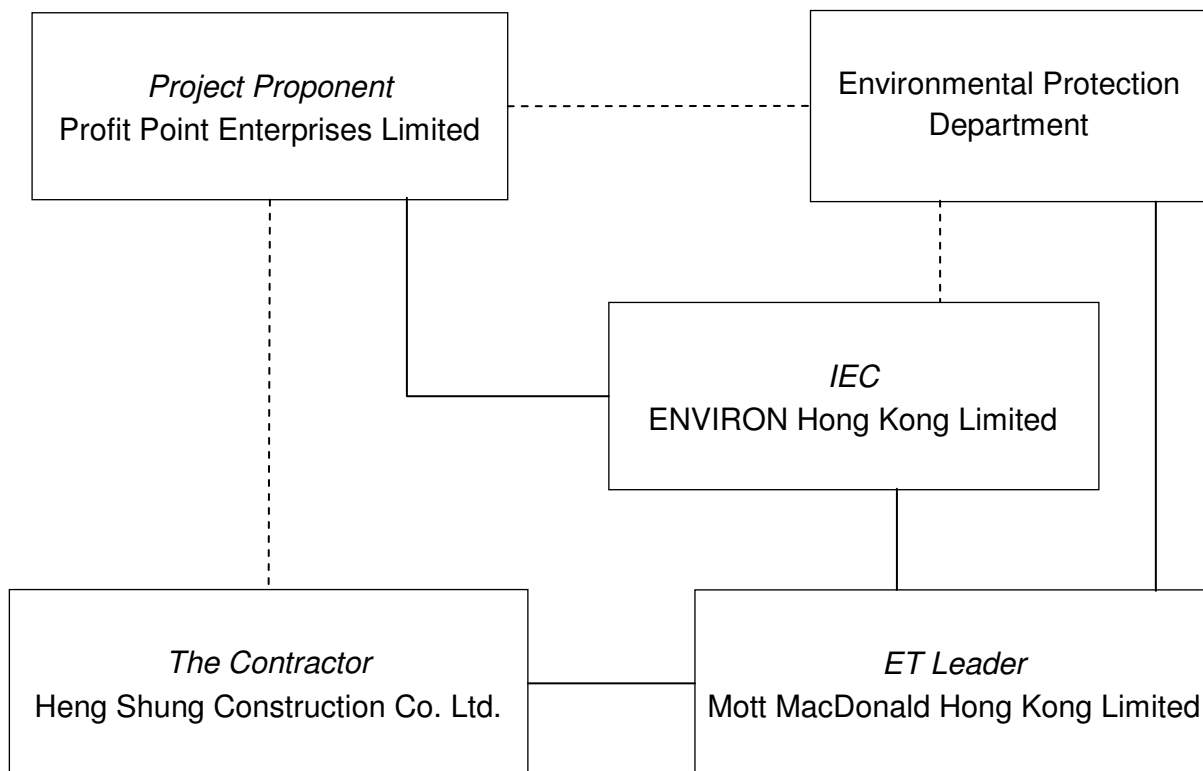 Project Proponent
Profit Point Enterprises Limited
Environmental Protection
Department
IEC
ENVIRON Hong Kong Limited
The Contractor
Heng Shung Construction Co. Ltd.
ET Leader
Mott MacDonald Hong Kong Limited